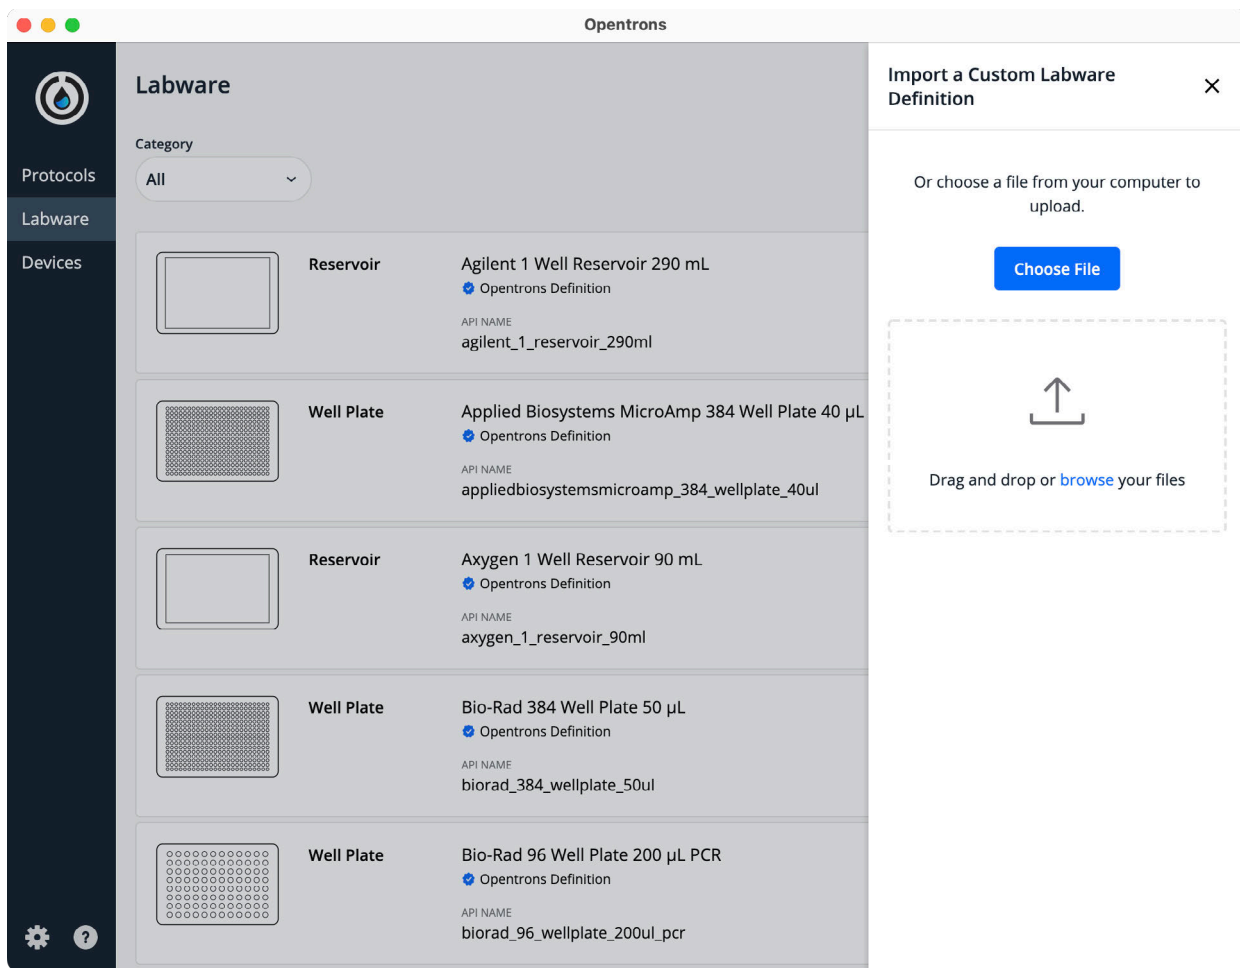 Opentrons
Protocols
Labware
Devices
Labware
Category
All
Reservoir
Agilent 1 Well Reservoir 290 mL
Opentrons Definition
API NAME
agilent_1_reservoir_290ml
Well Plate
Applied Biosystems MicroAmp 384 Well Plate 40 µL
Opentrons Definition
API NAME
appliedbiosystemsmicroamp_384_wellplate_40ul
Reservoir
Axygen 1 Well Reservoir 90 mL
Opentrons Definition
API NAME
axygen_1_reservoir_90ml
Well Plate
Bio-Rad 384 Well Plate 50 µL
Opentrons Definition
API NAME
biorad_384_wellplate_50ul
Well Plate
Bio-Rad 96 Well Plate 200 µL PCR
Opentrons Definition
API NAME
biorad_96_wellplate_200ul_pcr
Import a Custom Labware
Definition
Or choose a file from your computer to
upload.
Choose File
Drag and drop or browse your files